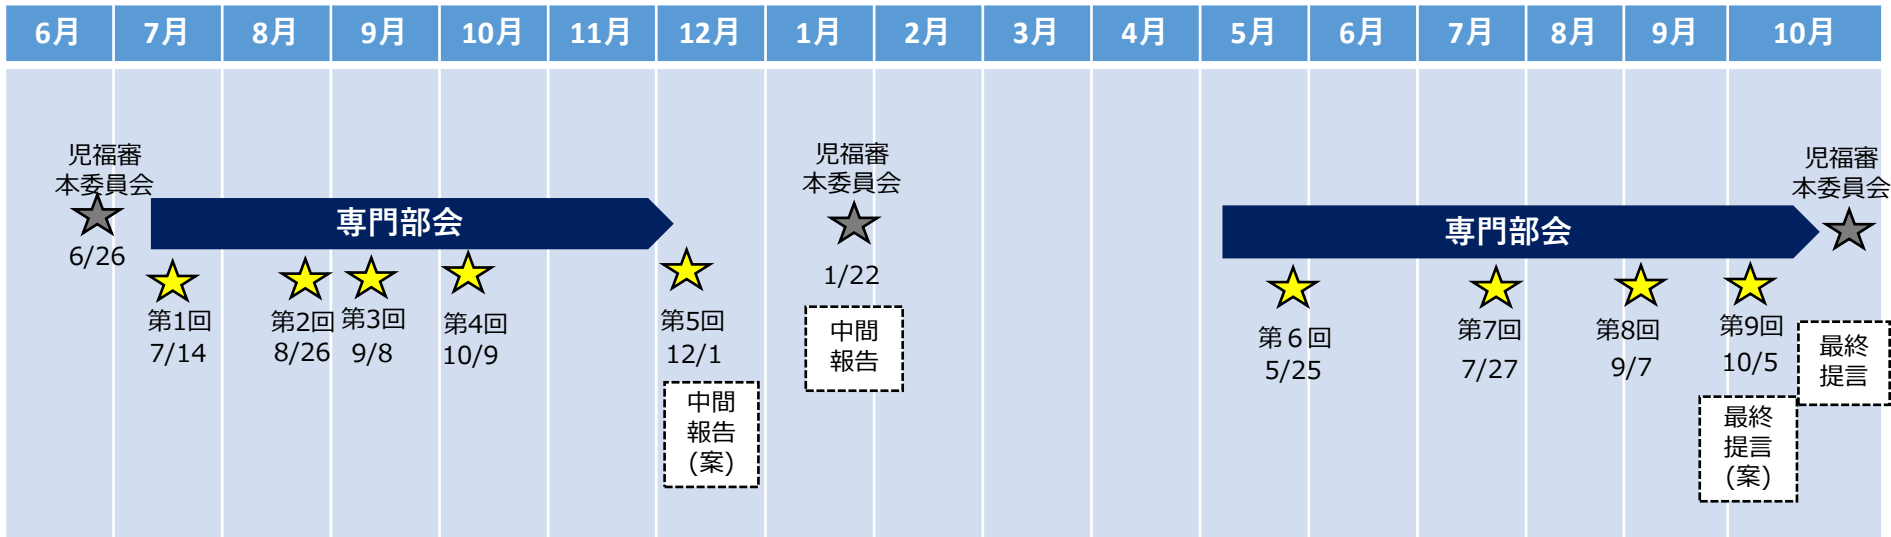 6月 7月 8月 9月 10月 11月 12月 1月 2月 3月 4月 5月 6月 7月 8月 9月 10月
児福審
本委員会
6/26
専門部会
第1回
7/14
第2回
8/26
第3回
9/8
第4回
10/9
第5回
12/1
中間
報告
(案)
児福審
本委員会
1/22
中間
報告
専門部会
第６回
5/25
第7回
7/27
第8回
9/7
第9回
10/5
最終
提言
(案)
児福審
本委員会
最終
提言